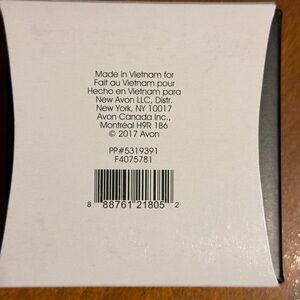 Made in Vietnam for
Fait au Vietnam pour
Hecho en Vietnam para
New Avon LLC, Distr.
New York, NY 10017
Avon Canada Inc.,
Montréal H9R 1B6
© 2017 Avon
PP#5319391
F4075781
8 88761 21805 2